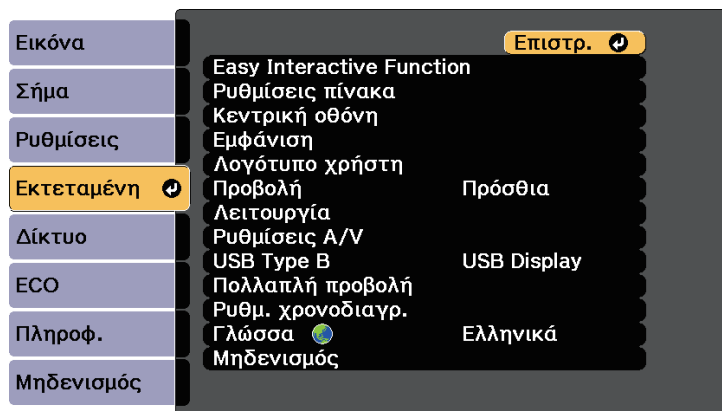 Εικόνα
Σήμα
Ρυθμίσεις
Εκτεταμένη
Δίκτυο
ECO
Πληροφ.
Μηδενισμός
Επιστρ.
Easy Interactive Function
Ρυθμίσεις πίνακα
Κεντρική οθόνη
Εμφάνιση
Λογότυπο χρήστη
Προβολή Πρόσθια
Λειτουργία
Ρυθμίσεις A/V
USB Type B USB Display
Πολλαπλή προβολή
Ρυθμ. χρονοδιαγρ.
Γλώσσα Ελληνικά
Μηδενισμός